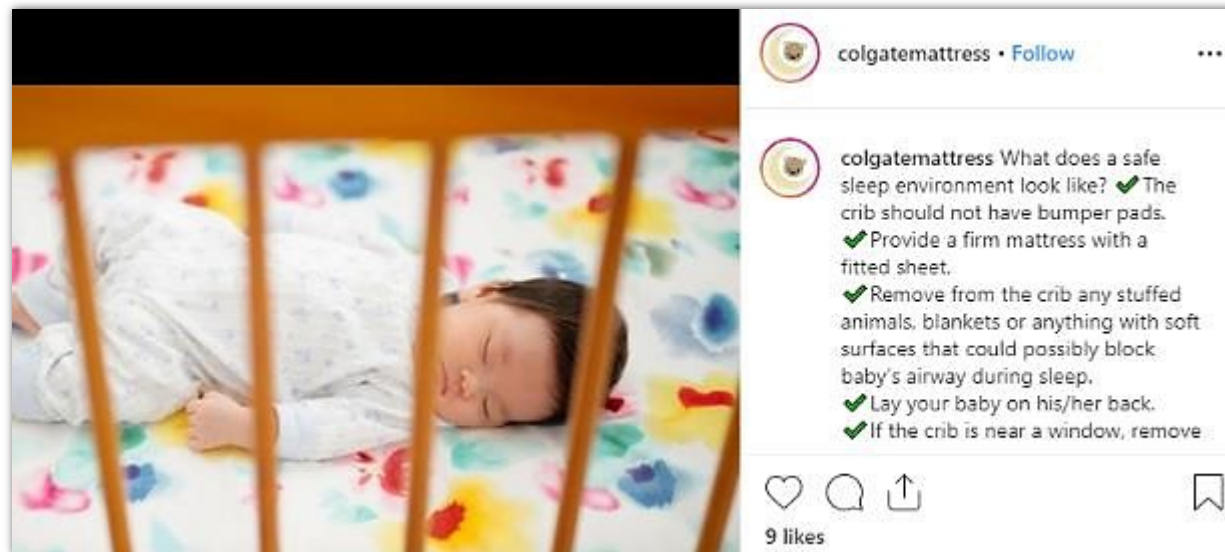 colgatemattress • Follow
colgatemattress What does a safe
sleep environment look like? ✔The
crib should not have bumper pads.
✔Provide a firm mattress with a
fitted sheet.
✔Remove from the crib any stuffed
animals, blankets or anything with soft
surfaces that could possibly block
baby's airway during sleep.
✔Lay your baby on his/her back.
✔If the crib is near a window, remove
9 likes